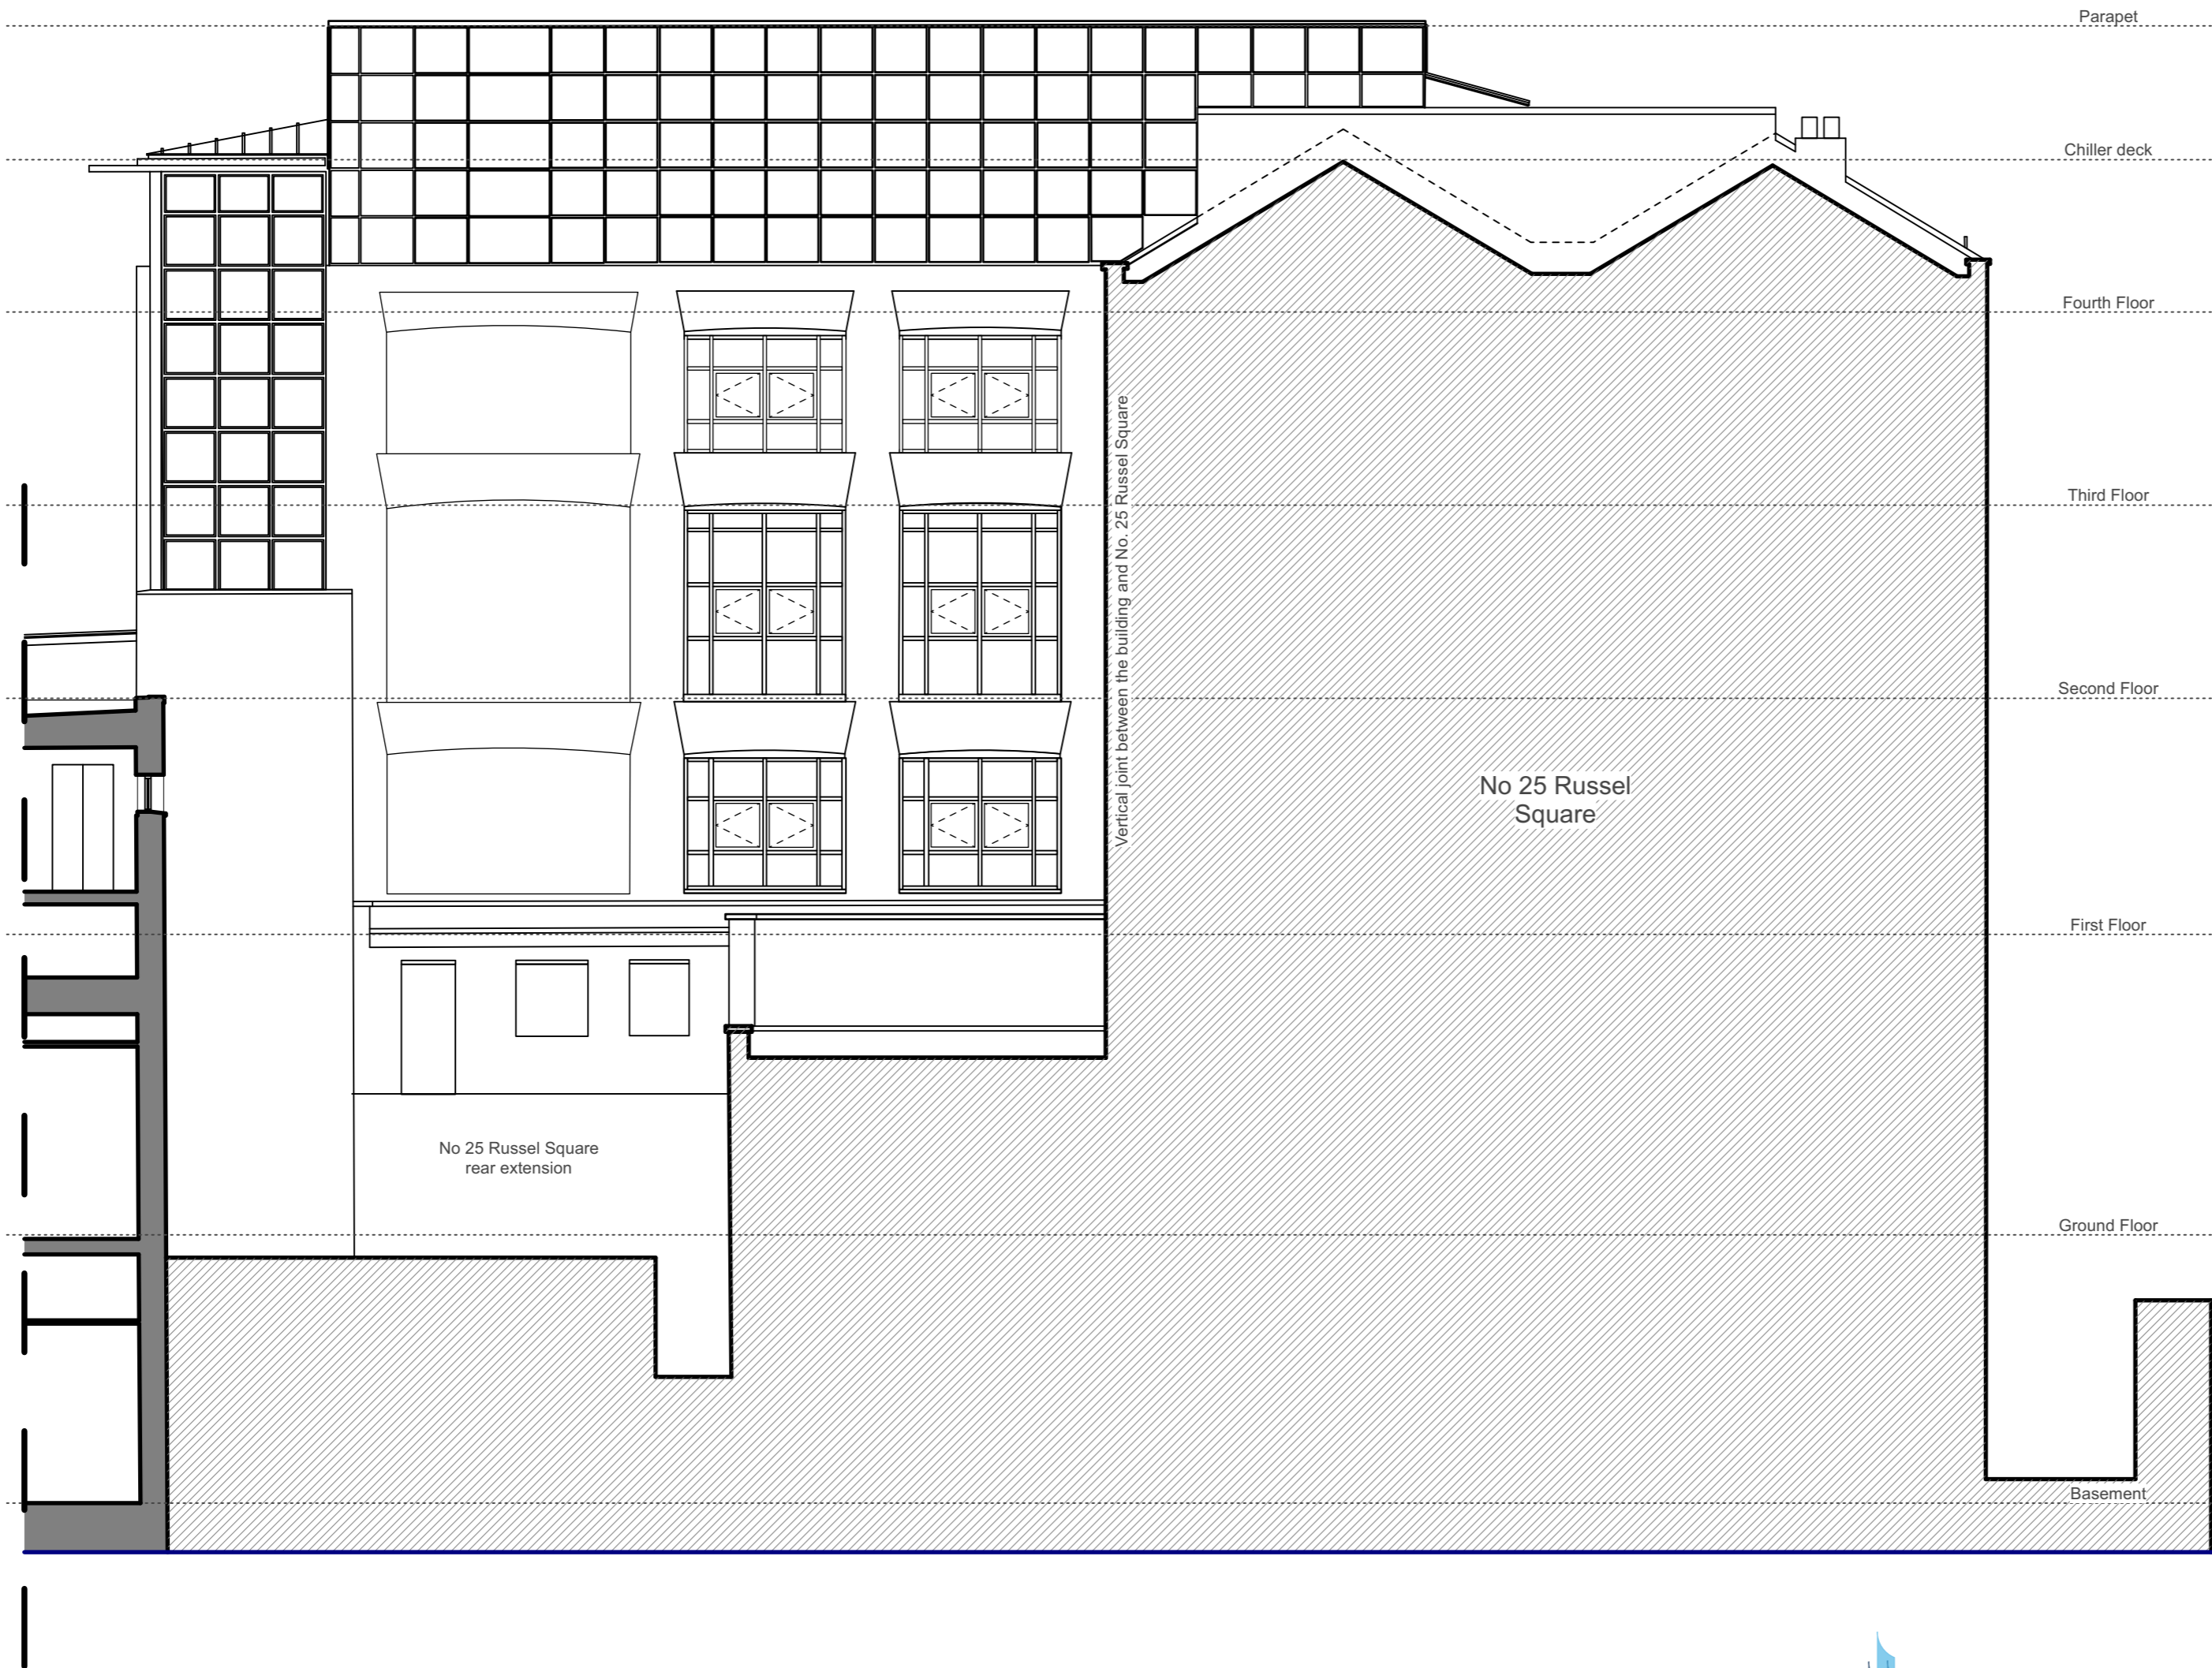 Parapet
Chiller deck
Fourth Floor
Third Floor
Vertical joint between the building and No. 25 Russel Square
Second Floor
No 25 Russel
Square
First Floor
No 25 Russel Square
rear extension
Ground Floor
Basement